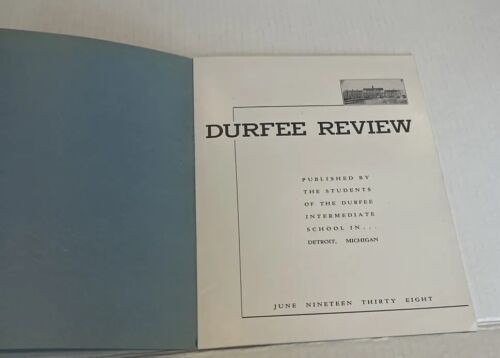 DURFEE REVIEW
PUBLISHED BY
THE STUDENTS
OF THE DURFEE
INTERMEDIATE
SCHOOL IN...
DETROIT, MICHIGAN
JUNE NINETEEN THIRTY EIGHT